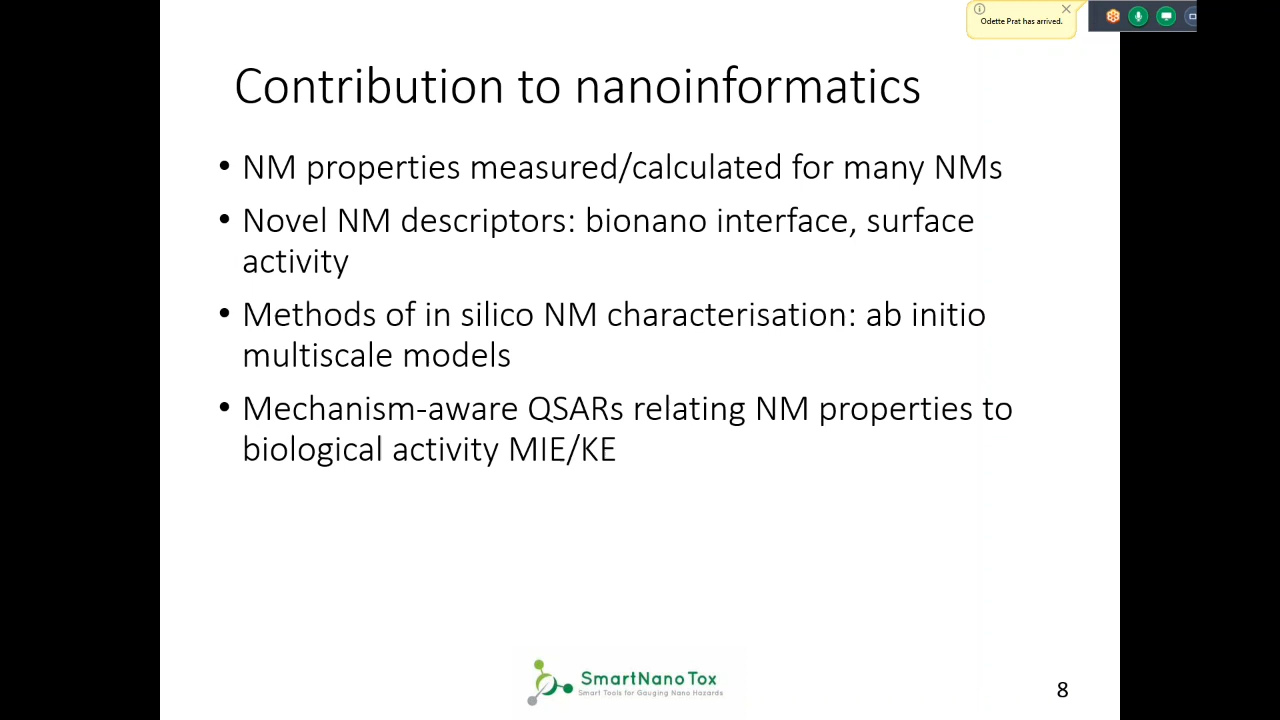 Odette Prat has arrived.
Contribution to nanoinformatics
• NM properties measured/calculated for many NMs
• Novel NM descriptors: bionano interface, surface
activity
• Methods of in silico NM characterisation: ab initio
multiscale models
• Mechanism-aware QSARs relating NM properties to
biological activity MIE/KE
SmartNanoTox
Smart Tools for Gauging Nano Hazards
8